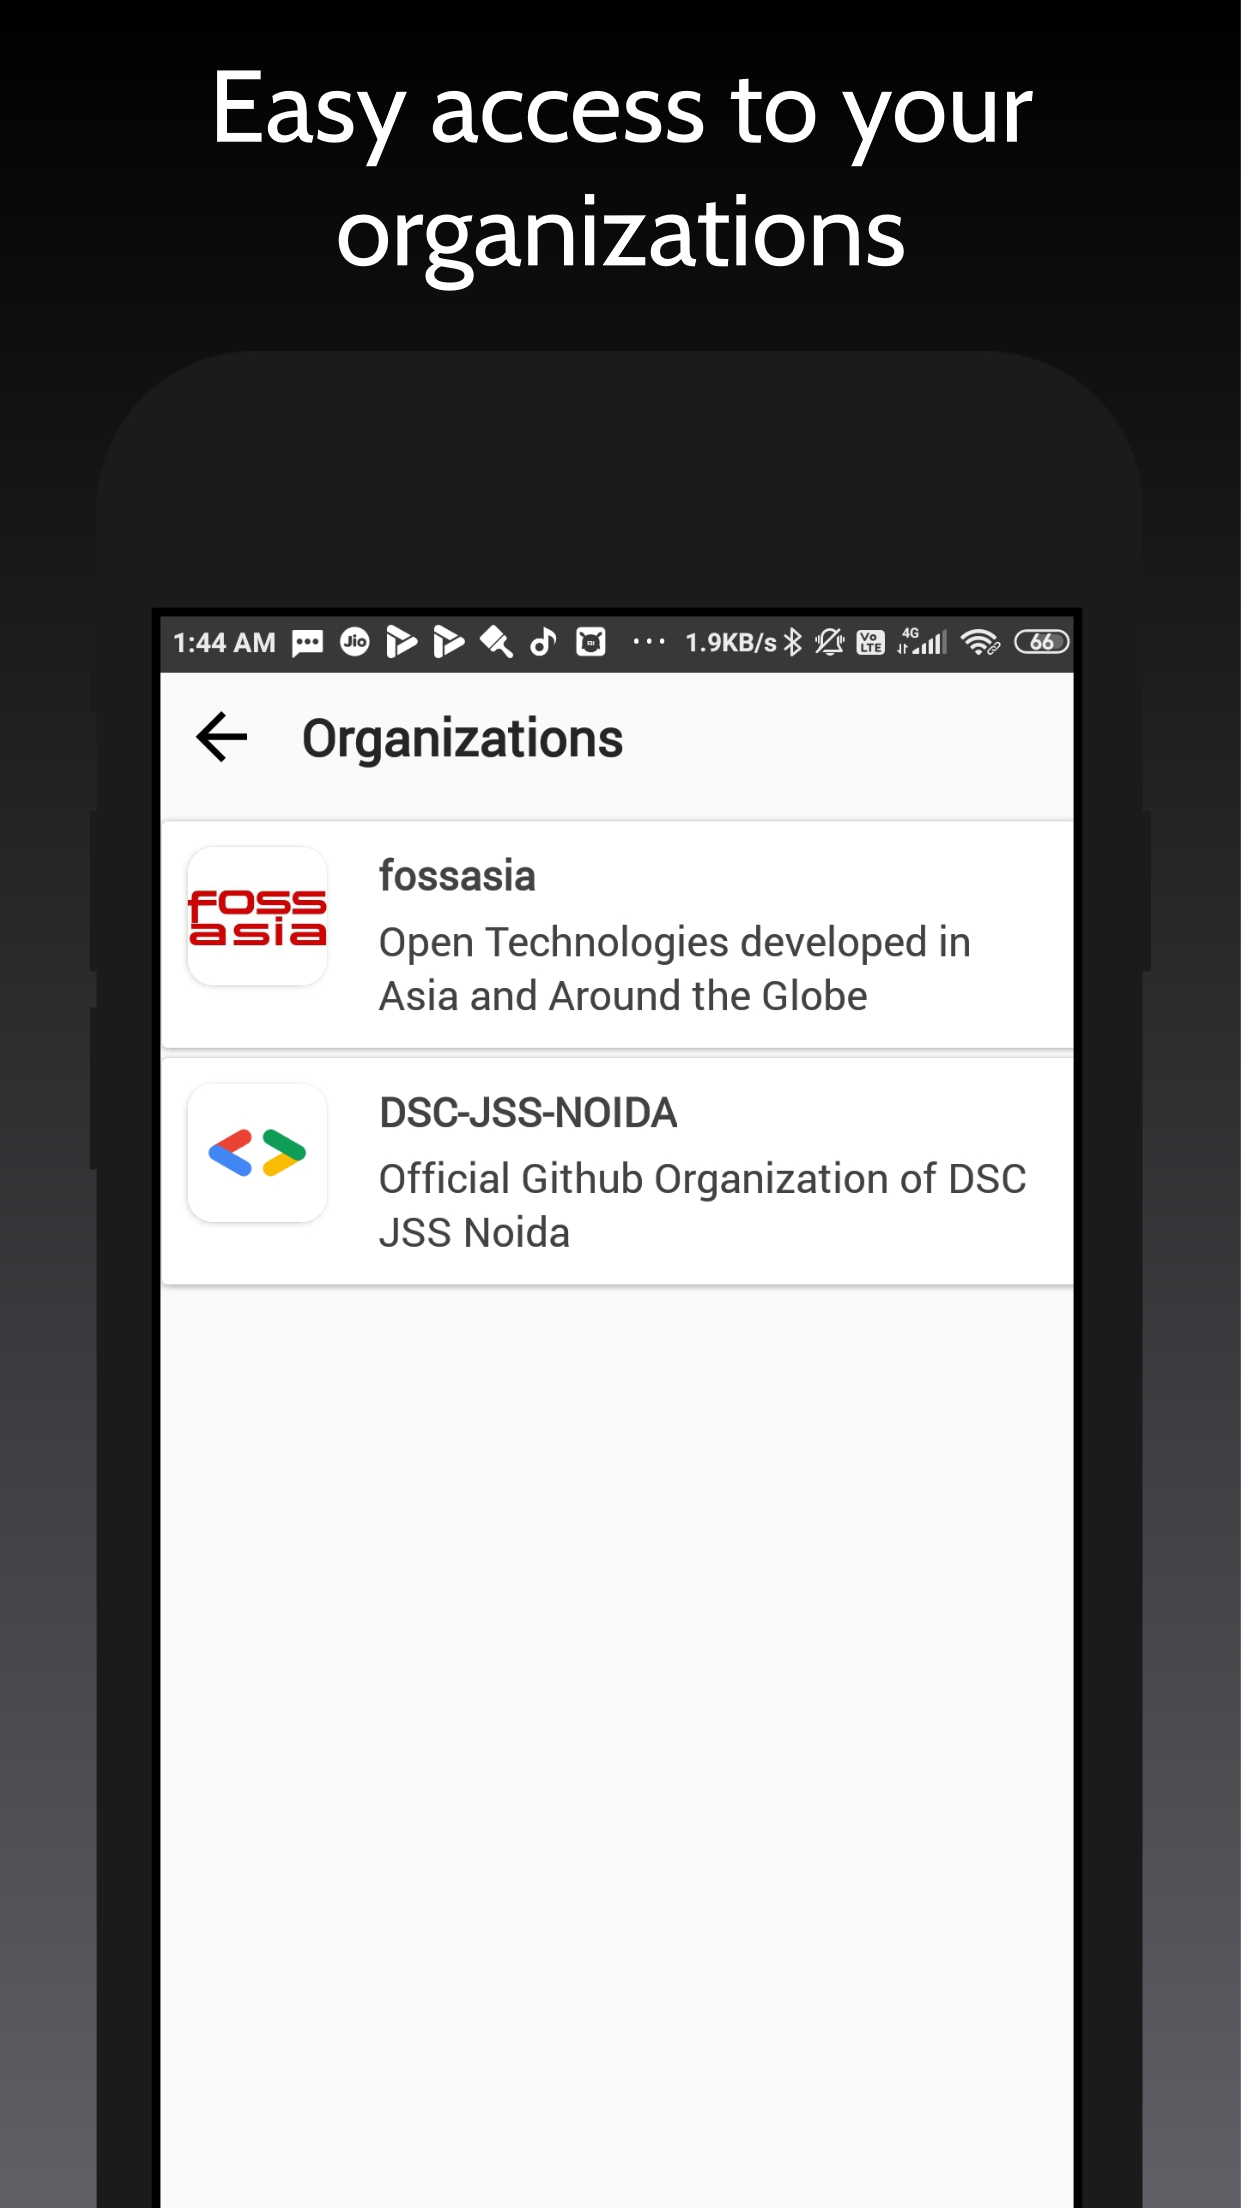 Easy access to your
organizations
1:44 AM Jio 1.9KB/s Vo LTE 4G 66
Organizations
foss
asia
fossasia
Open Technologies developed in
Asia and Around the Globe
DSC-JSS-NOIDA
Official Github Organization of DSC
JSS Noida